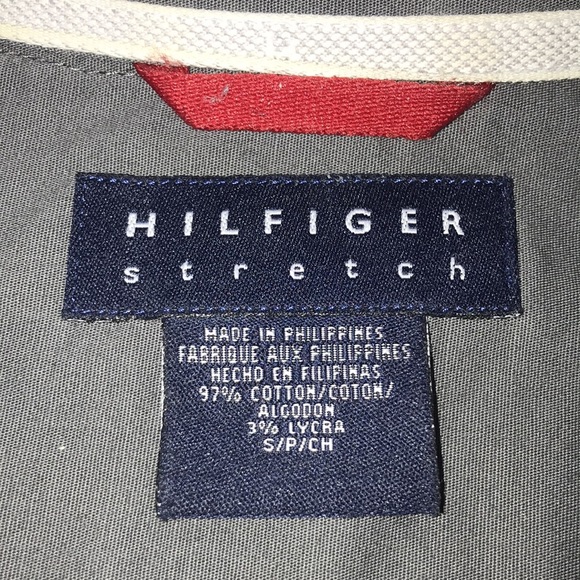 HILFIGER
stretch
MADE IN PHILIPPINES
FABRIQUE AUX PHILIPPINES
HECHO EN FILIPINAS
97% COTTON/COTON/
ALGODON
3% LYCRA
S/P/CH